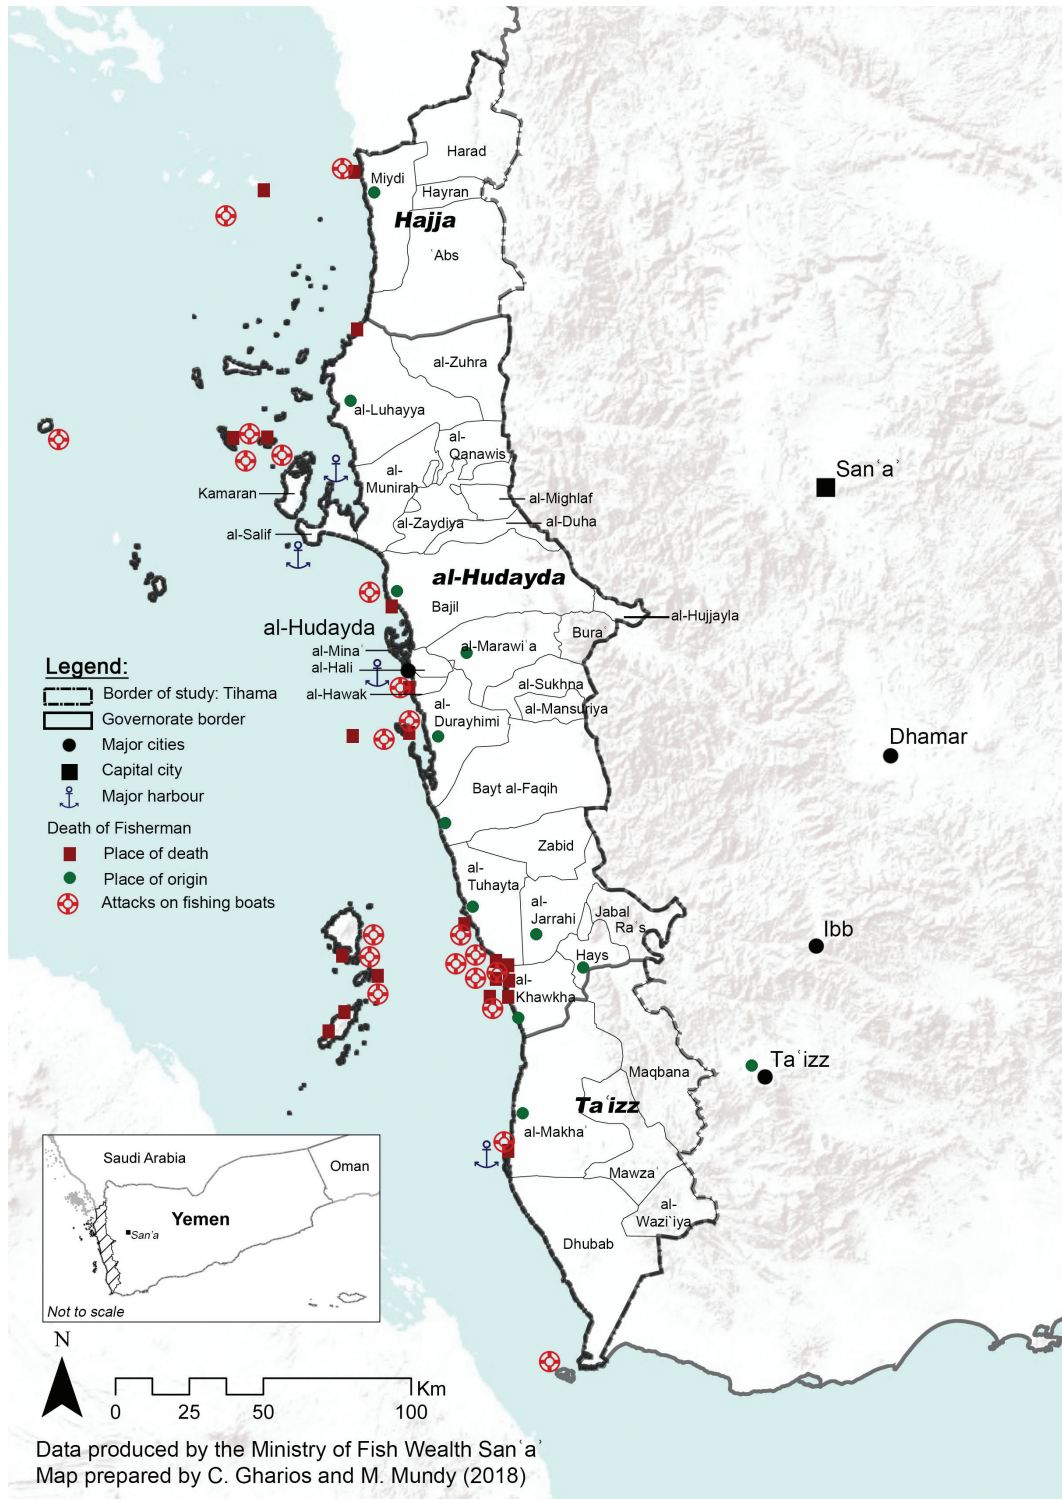 Harad
Miydi
Hayran
Hajja
ʿAbs
al-Zuhra
al-Luhayya
al-
Qanawis
al-
Munirah
Sanʿaʾ
Kamaran
al-Mighlaf
al-Zaydiya
al-Duha
al-Salif
al-Hudayda
Bajil
al-Hujjayla
Buraʿ
al-Hudayda
al-Marawiʿa
al-Minaʾ
al-Hali
al-Hawak
al-Sukhna
al-Mansuriya
al-
Durayhimi
Dhamar
Bayt al-Faqih
Zabid
al-
Tuhayta
al-
Jarrahi
Jabal
Raʾs
Ibb
Hays
al-
Khawkha
Taʿizz
Maqbana
Taʿizz
al-Makhaʾ
Mawzaʿ
al-
Waziʿiya
Dhubab
Legend:
Border of study: Tihama
Governorate border
Major cities
Capital city
Major harbour
Death of Fisherman
Place of death
Place of origin
Attacks on fishing boats
Saudi Arabia
Oman
Yemen
San'a
Not to scale
N
Km
0 25 50 100
Data produced by the Ministry of Fish Wealth Sanʿaʾ
Map prepared by C. Gharios and M. Mundy (2018)